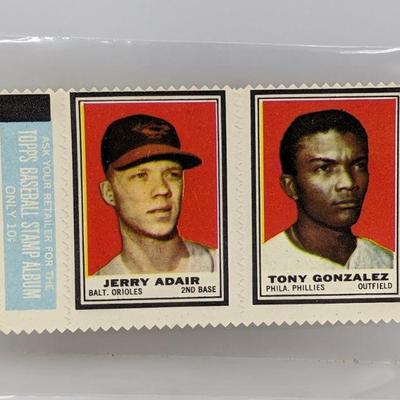 ASK YOUR RETAILER FOR THE
TOPPS BASEBALL STAMP ALBUM
ONLY 10¢
JERRY ADAIR
BALT. ORIOLES 2ND BASE
TONY GONZALEZ
PHILA. PHILLIES OUTFIELD